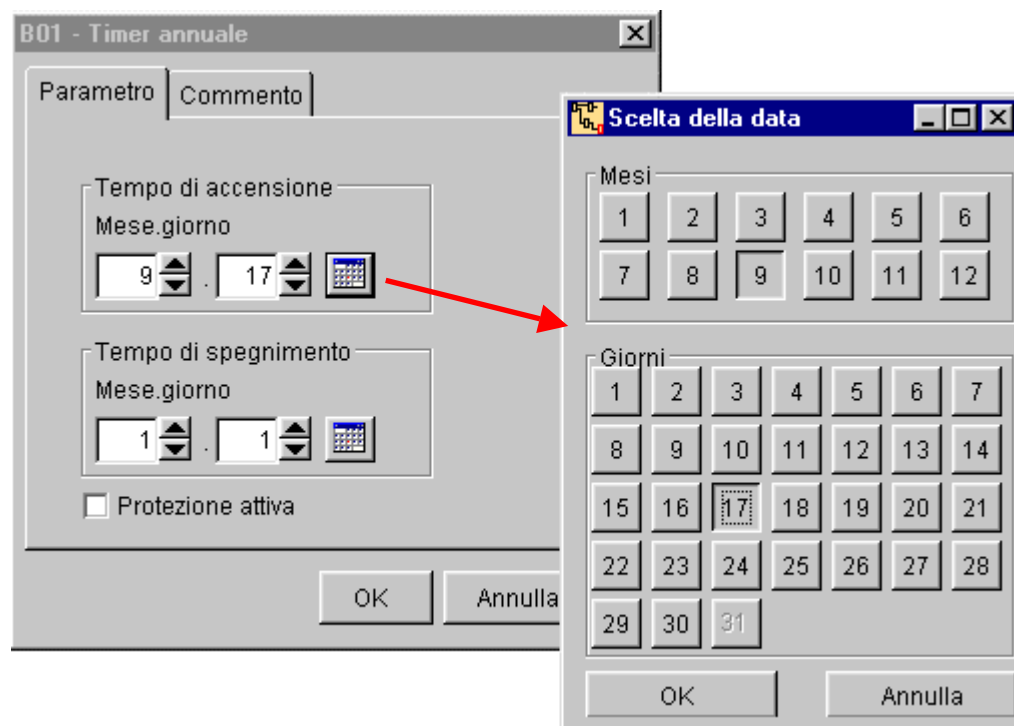 B01 - Timer annuale
Parametro Commento
Tempo di accensione
Mese.giorno
9 . 17
Tempo di spegnimento
Mese.giorno
1 . 1
Protezione attiva
OK Annulla
Scelta della data
Mesi
1 2 3 4 5 6
7 8 9 10 11 12
Giorni
1 2 3 4 5 6 7
8 9 10 11 12 13 14
15 16 17 18 19 20 21
22 23 24 25 26 27 28
29 30 31
OK Annulla